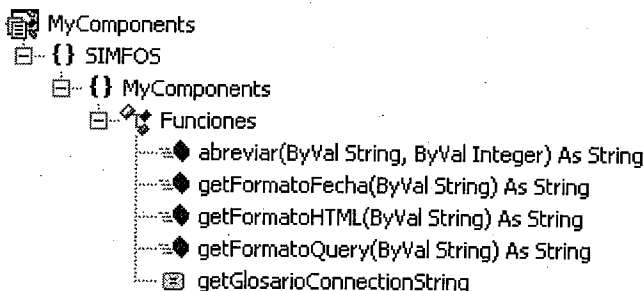 MyComponents
{} SIMFOS
{} MyComponents
Funciones
abreviar(ByVal String, ByVal Integer) As String
getFormatoFecha(ByVal String) As String
getFormatoHTML(ByVal String) As String
getFormatoQuery(ByVal String) As String
getGlosarioConnectionString